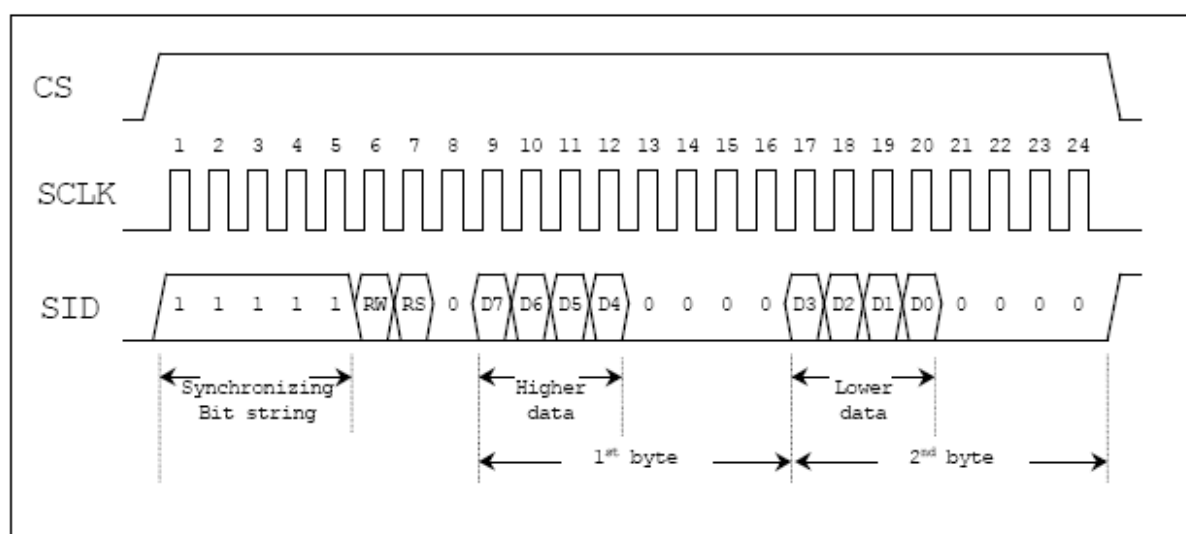 CS
1 2 3 4 5 6 7 8 9 10 11 12 13 14 15 16 17 18 19 20 21 22 23 24
SCLK
SID 1 1 1 1 1 RW RS 0 D7 D6 D5 D4 0 0 0 0 D3 D2 D1 D0 0 0 0 0
Synchronizing Higher Lower
Bit string data data
1st byte 2nd byte